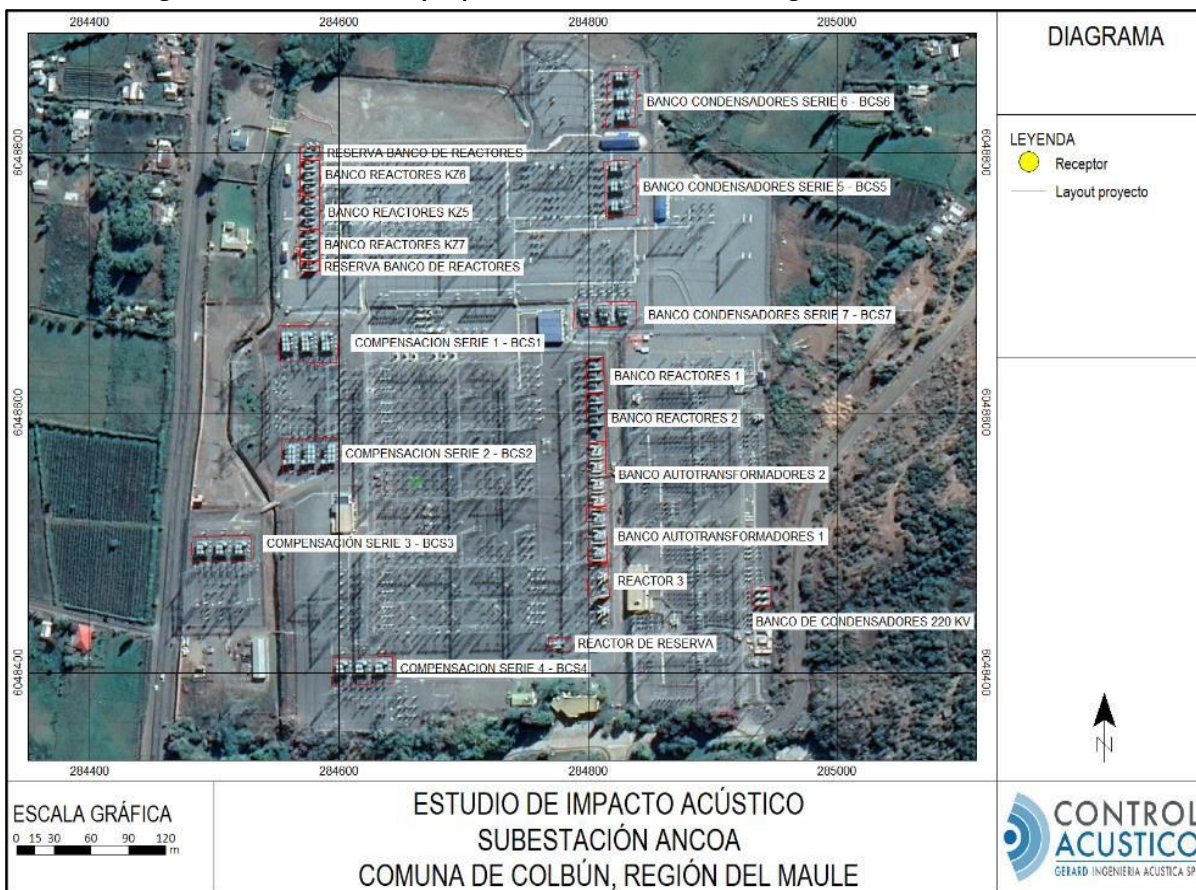 284400 284600 284800 285000
DIAGRAMA
LEYENDA
Receptor
Layout proyecto
6048800
6048800
BANCO CONDENSADORES SERIE 6 - BCS6
RESERVA BANCO DE REACTORES
BANCO REACTORES KZ6
BANCO CONDENSADORES SERIE 5 - BCS5
BANCO REACTORES KZ5
BANCO REACTORES KZ7
RESERVA BANCO DE REACTORES
BANCO CONDENSADORES SERIE 7 - BCS7
COMPENSACION SERIE 1 - BCS1
BANCO REACTORES 1
6048600
6048600
BANCO REACTORES 2
COMPENSACION SERIE 2 - BCS2
BANCO AUTOTRANSFORMADORES 2
BANCO AUTOTRANSFORMADORES 1
COMPENSACIÓN SERIE 3 - BCS3
REACTOR 3
BANCO DE CONDENSADORES 220 KV
REACTOR DE RESERVA
COMPENSACION SERIE 4 - BCS4
6048400
6048400
N
284400 284600 284800 285000
ESCALA GRÁFICA
0 15 30 60 90 120
m
ESTUDIO DE IMPACTO ACÚSTICO
SUBESTACIÓN ANCOA
COMUNA DE COLBÚN, REGIÓN DEL MAULE
CONTROL
ACUSTICO
GERARD INGENIERIA ACUSTICA SP